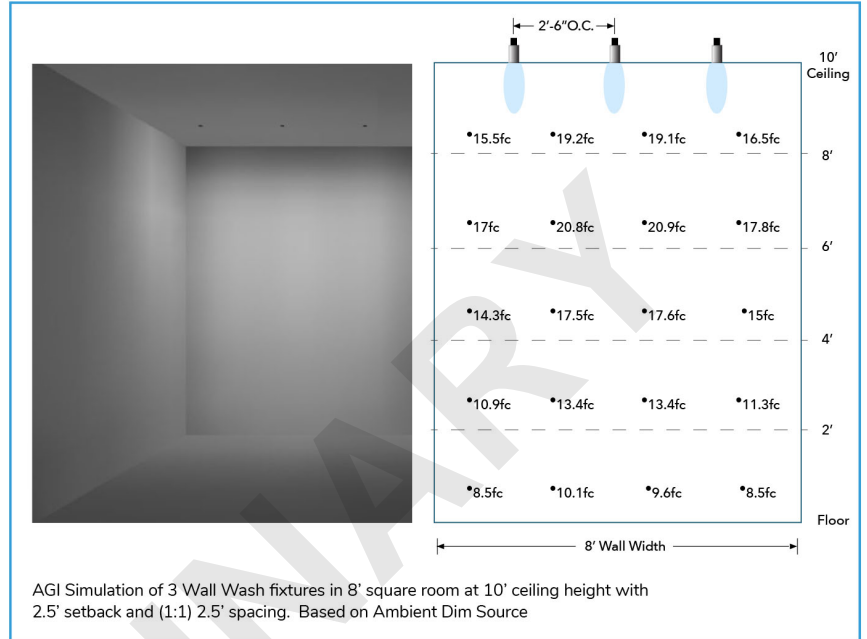 2'-6"O.C.
10'
Ceiling
15.5fc 19.2fc 19.1fc 16.5fc
8'
17fc 20.8fc 20.9fc 17.8fc
6'
14.3fc 17.5fc 17.6fc 15fc
4'
10.9fc 13.4fc 13.4fc 11.3fc
2'
8.5fc 10.1fc 9.6fc 8.5fc
Floor
8' Wall Width
AGI Simulation of 3 Wall Wash fixtures in 8' square room at 10' ceiling height with
2.5' setback and (1:1) 2.5' spacing. Based on Ambient Dim Source
INARY